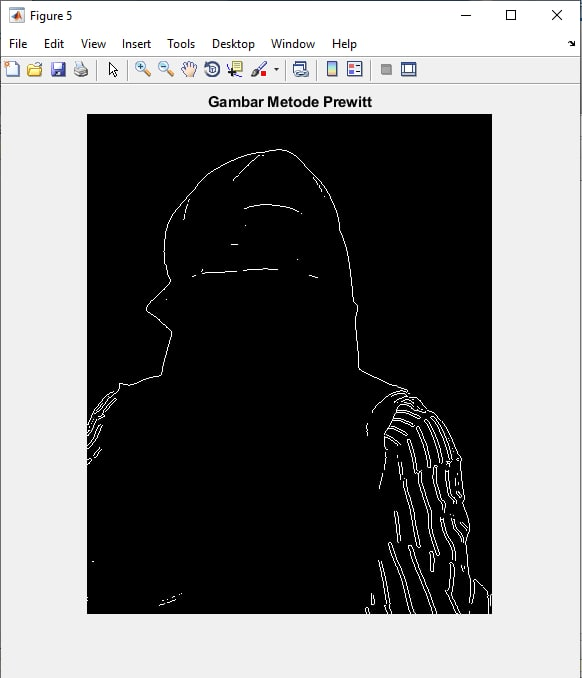 Figure 5
File Edit View Insert Tools Desktop Window Help
Gambar Metode Prewitt